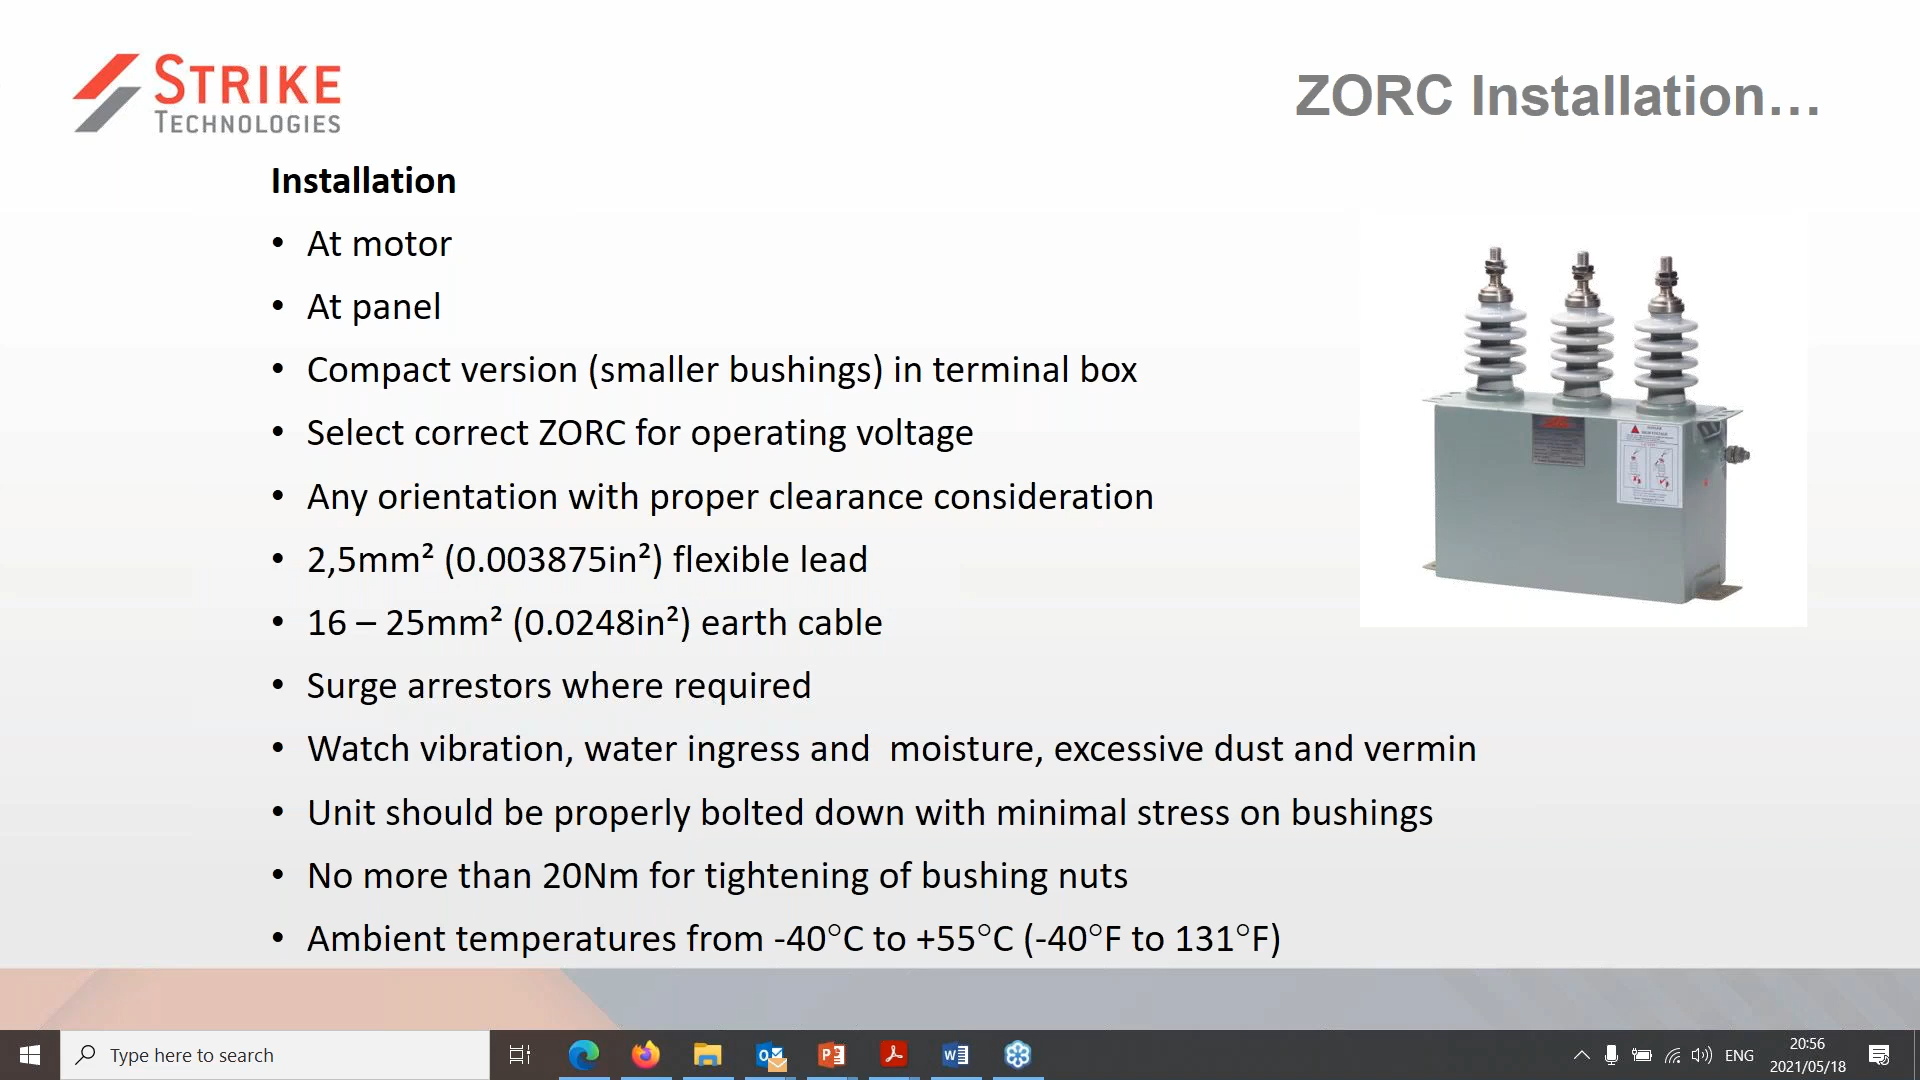 STRIKE
TECHNOLOGIES
ZORC Installation...
Installation
• At motor
• At panel
• Compact version (smaller bushings) in terminal box
• Select correct ZORC for operating voltage
• Any orientation with proper clearance consideration
• 2,5mm² (0.003875in²) flexible lead
• 16 – 25mm² (0.0248in²) earth cable
• Surge arrestors where required
• Watch vibration, water ingress and  moisture, excessive dust and vermin
• Unit should be properly bolted down with minimal stress on bushings
• No more than 20Nm for tightening of bushing nuts
• Ambient temperatures from -40°C to +55°C (-40°F to 131°F)
Type here to search
ENG
20:56
2021/05/18